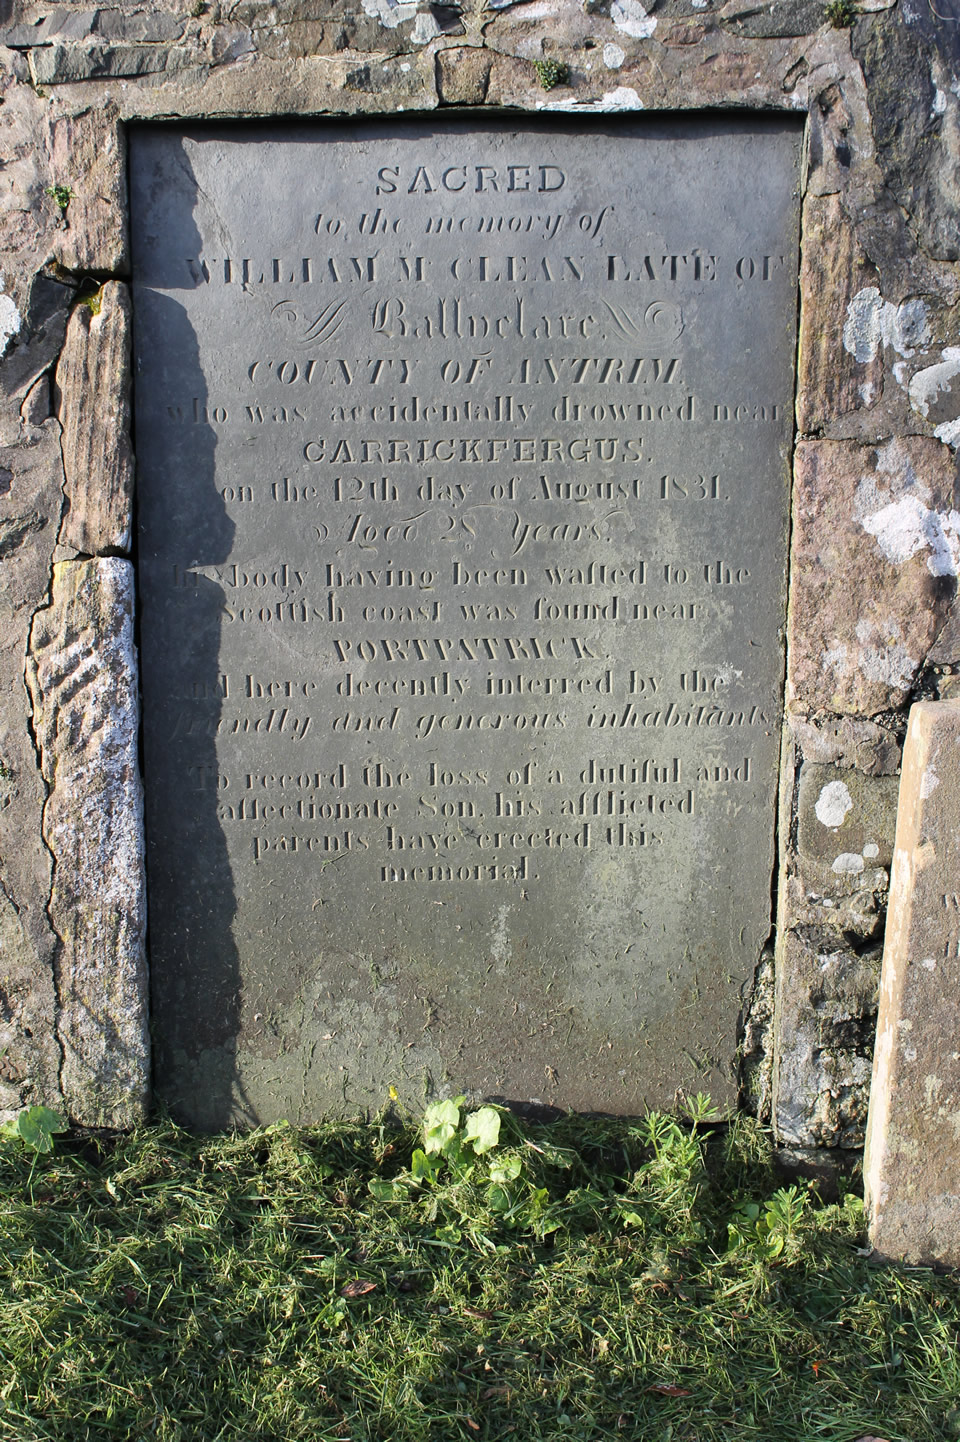 SACRED
to the memory of
WILLIAM Mc CLEAN LATE OF
Ballyclare
COUNTY OF ANTRIM,
who was accidentally drowned near
CARRICKFERGUS.
on the 12th day of August 1831.
Aged 28 years.
his body having been wafted to the
Scottish coast was found near
PORTPATRICK,
and here decently interred by the
friendly and generous inhabitants.
To record the loss of a dutiful and
affectionate Son, his afflicted
parents have erected this
memorial.